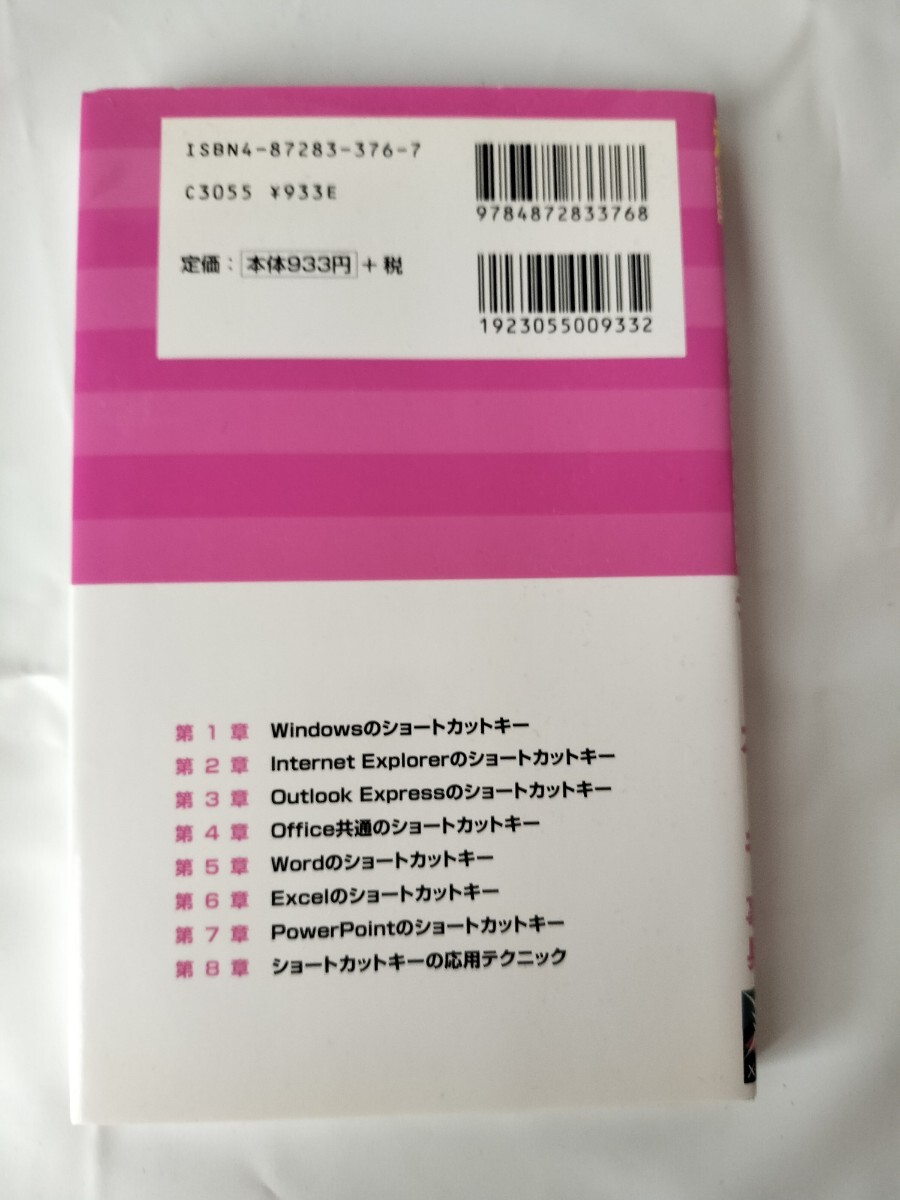 ISBN4-87283-376-7
C3055 ¥933E
定価： 本体933円 ＋税
9784872833768
1923055009332
第1章 Windowsのショートカットキー
第2章 Internet Explorerのショートカットキー
第3章 Outlook Expressのショートカットキー
第4章 Office共通のショートカットキー
第5章 Wordのショートカットキー
第6章 Excelのショートカットキー
第7章 PowerPointのショートカットキー
第8章 ショートカットキーの応用テクニック